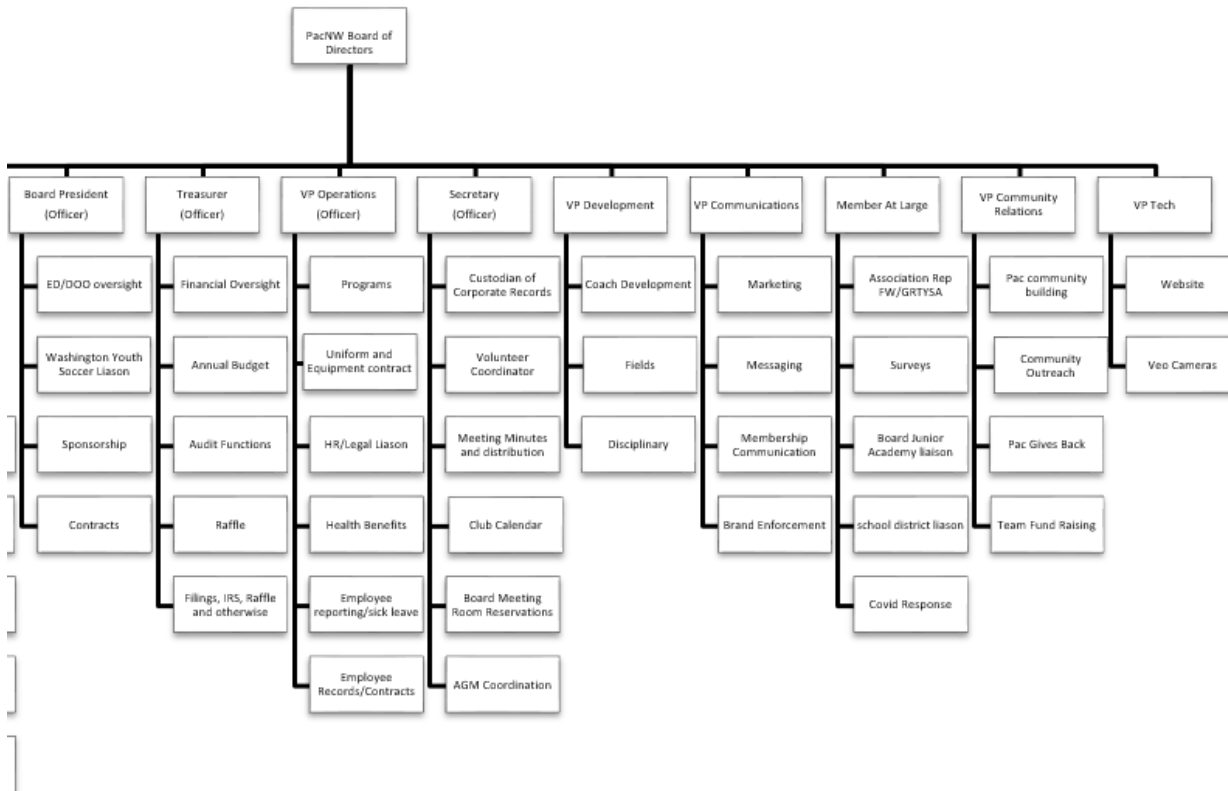 PacNW Board of
Directors
Board President
(Officer)
ED/DOO oversight
Washington Youth
Soccer Liason
Sponsorship
Contracts
Treasurer
(Officer)
Financial Oversight
Annual Budget
Audit Functions
Raffle
Filings, IRS, Raffle
and otherwise
VP Operations
(Officer)
Programs
Uniform and
Equipment contract
HR/Legal Liason
Health Benefits
Employee
reporting/sick leave
Employee
Records/Contracts
Secretary
(Officer)
Custodian of
Corporate Records
Volunteer
Coordinator
Meeting Minutes
and distribution
Club Calendar
Board Meeting
Room Reservations
AGM Coordination
VP Development
Coach Development
Fields
Disciplinary
VP Communications
Marketing
Messaging
Membership
Communication
Brand Enforcement
Member At Large
Association Rep
FW/GRTYSA
Surveys
Board Junior
Academy liaison
school district liason
Covid Response
VP Community
Relations
Pac community
building
Community
Outreach
Pac Gives Back
Team Fund Raising
VP Tech
Website
Veo Cameras